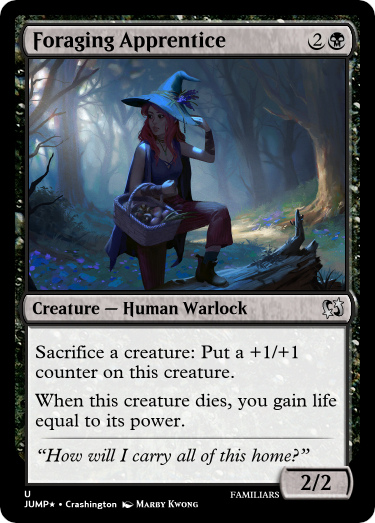 Foraging Apprentice 2
Creature — Human Warlock
Sacrifice a creature: Put a +1/+1
counter on this creature.
When this creature dies, you gain life
equal to its power.
“How will I carry all of this home?”
2/2
U
JUMP★ • Crashington Marby Kwong
FAMILIARS